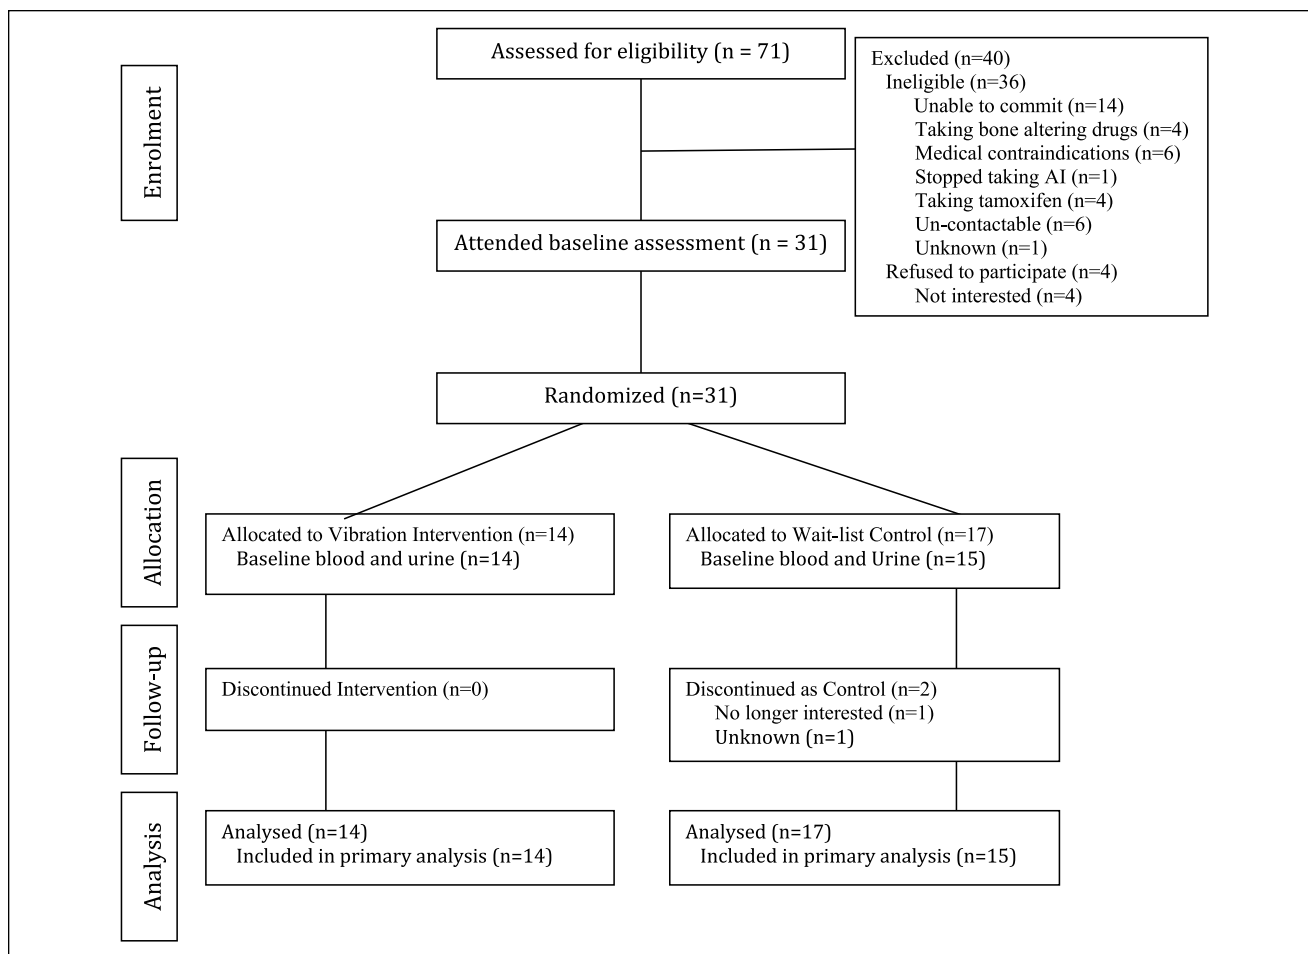 Assessed for eligibility (n = 71)
Excluded (n=40)
Ineligible (n=36)
Unable to commit (n=14)
Taking bone altering drugs (n=4)
Medical contraindications (n=6)
Stopped taking AI (n=1)
Taking tamoxifen (n=4)
Un-contactable (n=6)
Unknown (n=1)
Refused to participate (n=4)
Not interested (n=4)
Enrolment
Attended baseline assessment (n = 31)
Randomized (n=31)
Allocation
Allocated to Vibration Intervention (n=14)
Baseline blood and urine (n=14)
Allocated to Wait-list Control (n=17)
Baseline blood and Urine (n=15)
Follow-up
Discontinued Intervention (n=0)
Discontinued as Control (n=2)
No longer interested (n=1)
Unknown (n=1)
Analysis
Analysed (n=14)
Included in primary analysis (n=14)
Analysed (n=17)
Included in primary analysis (n=15)